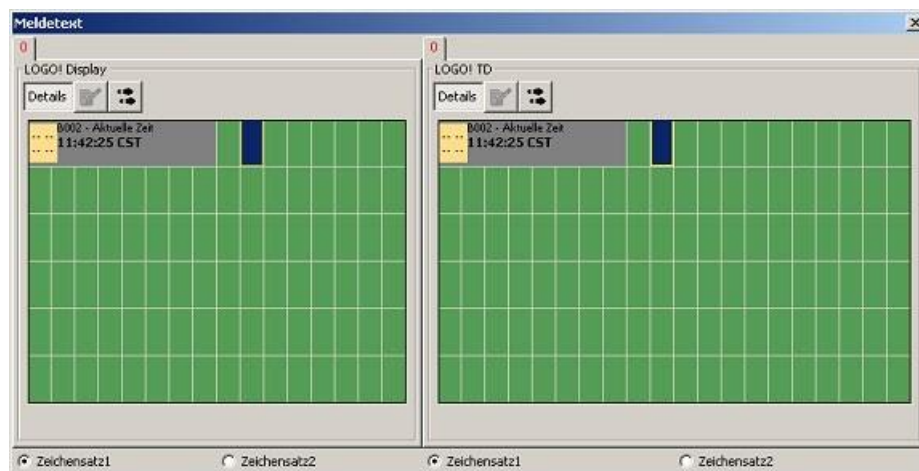 Meldetext
0
LOGO! Display
Details
B002 - Aktuelle Zeit
11:42:25 CST
Zeichensatz1
Zeichensatz2
0
LOGO! TD
Details
B002 - Aktuelle Zeit
11:42:25 CST
Zeichensatz1
Zeichensatz2